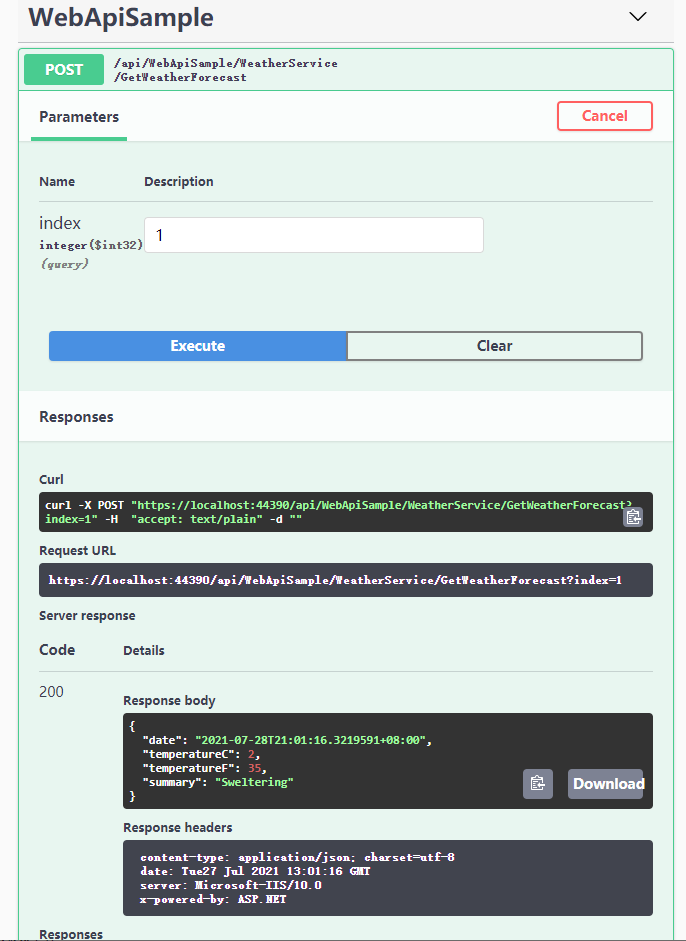 WebApiSample
POST
/api/WebApiSample/WeatherService
/GetWeatherForecast
Parameters
Cancel
Name Description
index
integer($int32)
(query)
1
Execute Clear
Responses
Curl
curl -X POST "https://localhost:44390/api/WebApiSample/WeatherService/GetWeatherForecast?
index=1" -H  "accept: text/plain" -d ""
Request URL
https://localhost:44390/api/WebApiSample/WeatherService/GetWeatherForecast?index=1
Server response
Code Details
200
Response body
{
  "date": "2021-07-28T21:01:16.3219591+08:00",
  "temperatureC": 2,
  "temperatureF": 35,
  "summary": "Sweltering"
}
Download
Response headers
content-type: application/json; charset=utf-8
date: Tue27 Jul 2021 13:01:16 GMT
server: Microsoft-IIS/10.0
x-powered-by: ASP.NET
Responses